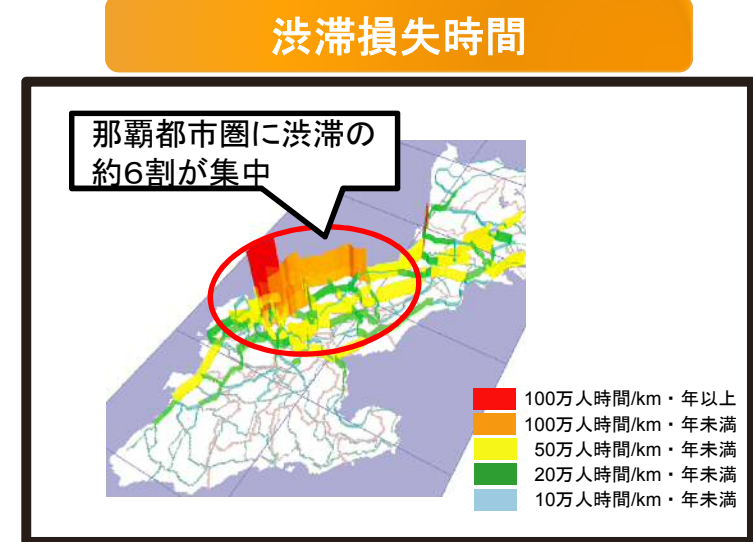 渋滞損失時間
那覇都市圏に渋滞の
約6割が集中
100万人時間/km・年以上
100万人時間/km・年未満
50万人時間/km・年未満
20万人時間/km・年未満
10万人時間/km・年未満